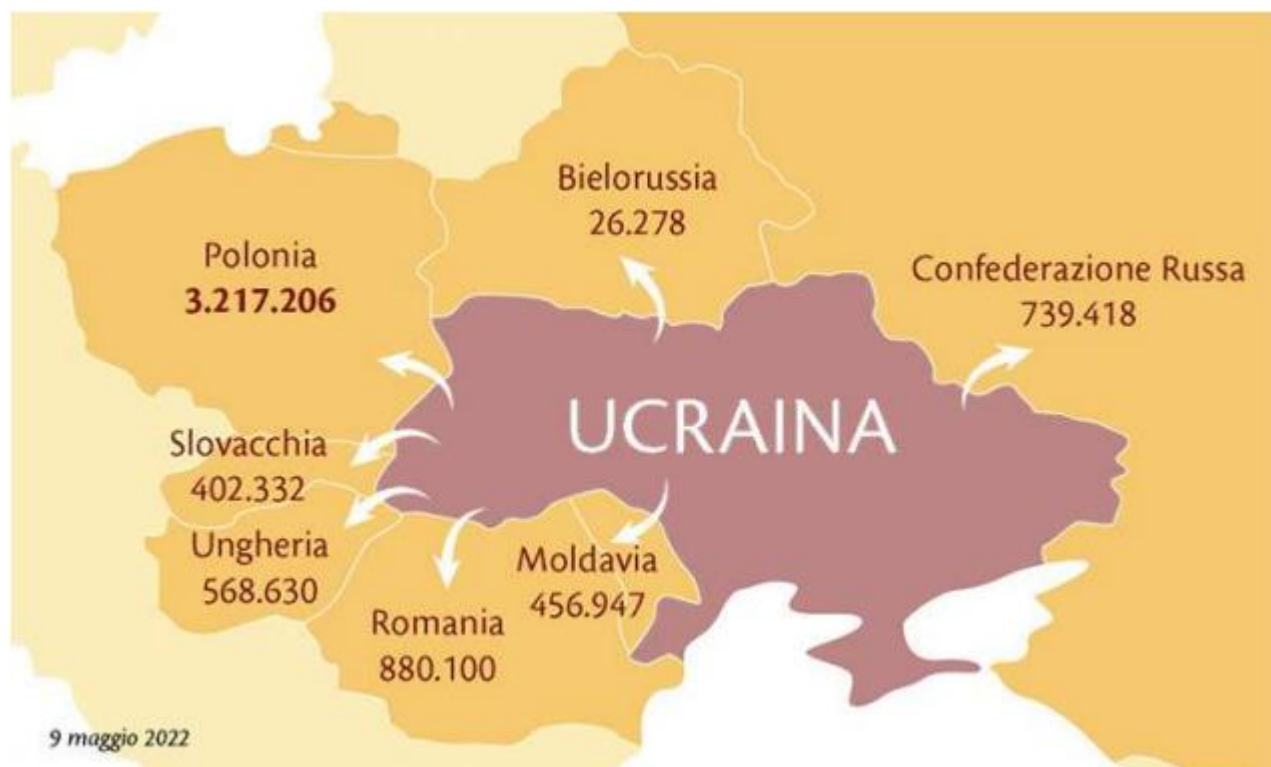 Bielorussia
26.278
Polonia
3.217.206
Confederazione Russa
739.418
UCRAINA
Slovacchia
402.332
Ungheria
568.630
Moldavia
456.947
Romania
880.100
9 maggio 2022